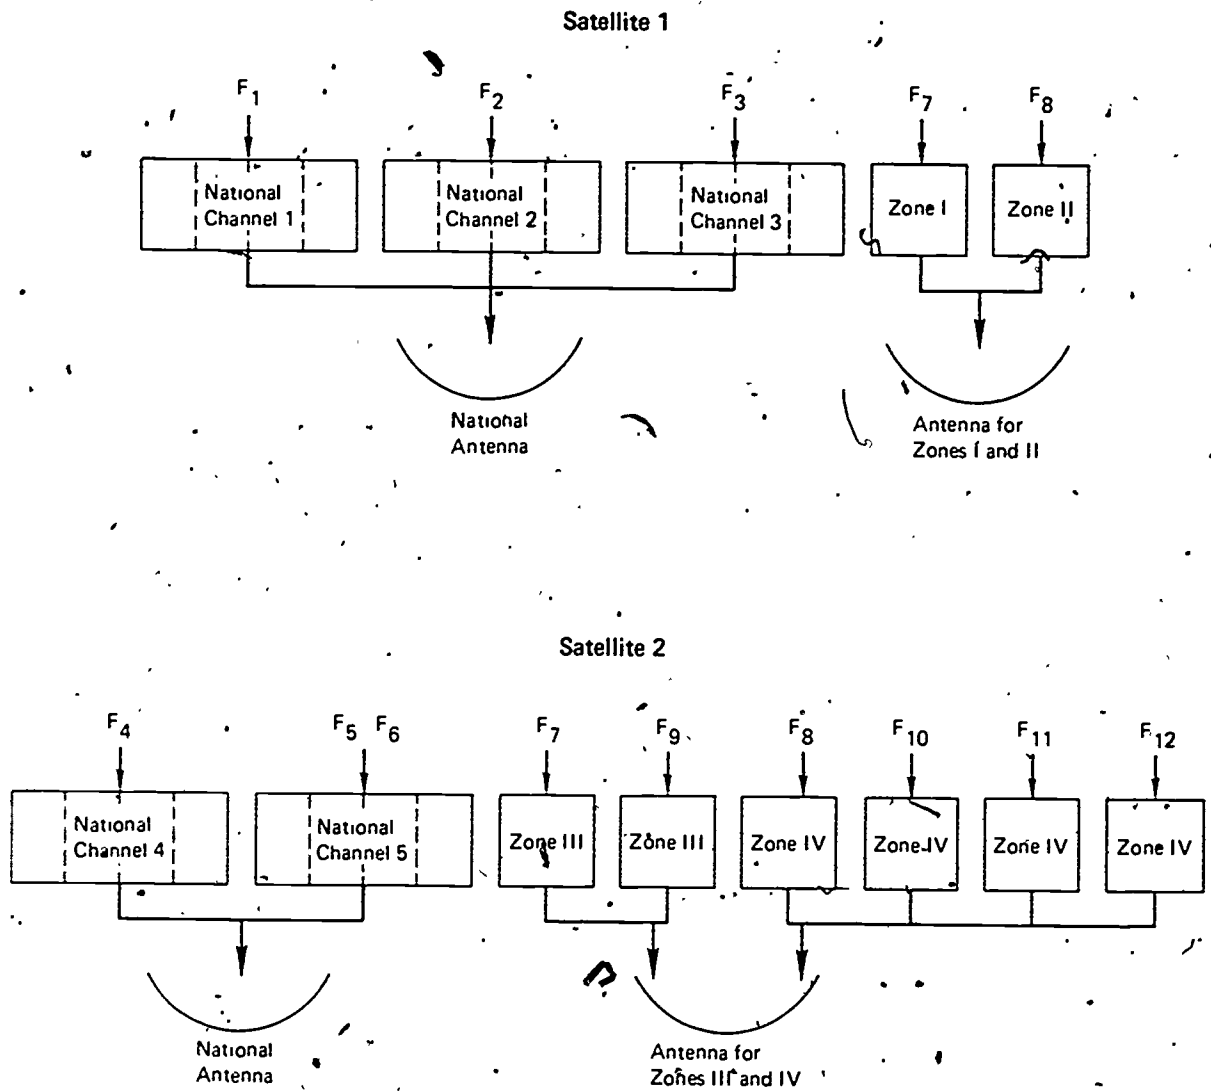 Satellite 1
F1 F2 F3 F7 F8
National Channel 1
National Channel 2
National Channel 3
Zone I
Zone II
National
Antenna
Antenna for
Zones I and II
Satellite 2
F4 F5 F6 F7 F9 F8 F10 F11 F12
National Channel 4
National Channel 5
Zone III
Zone III
Zone IV
Zone IV
Zone IV
Zone IV
National
Antenna
Antenna for
Zones III and IV